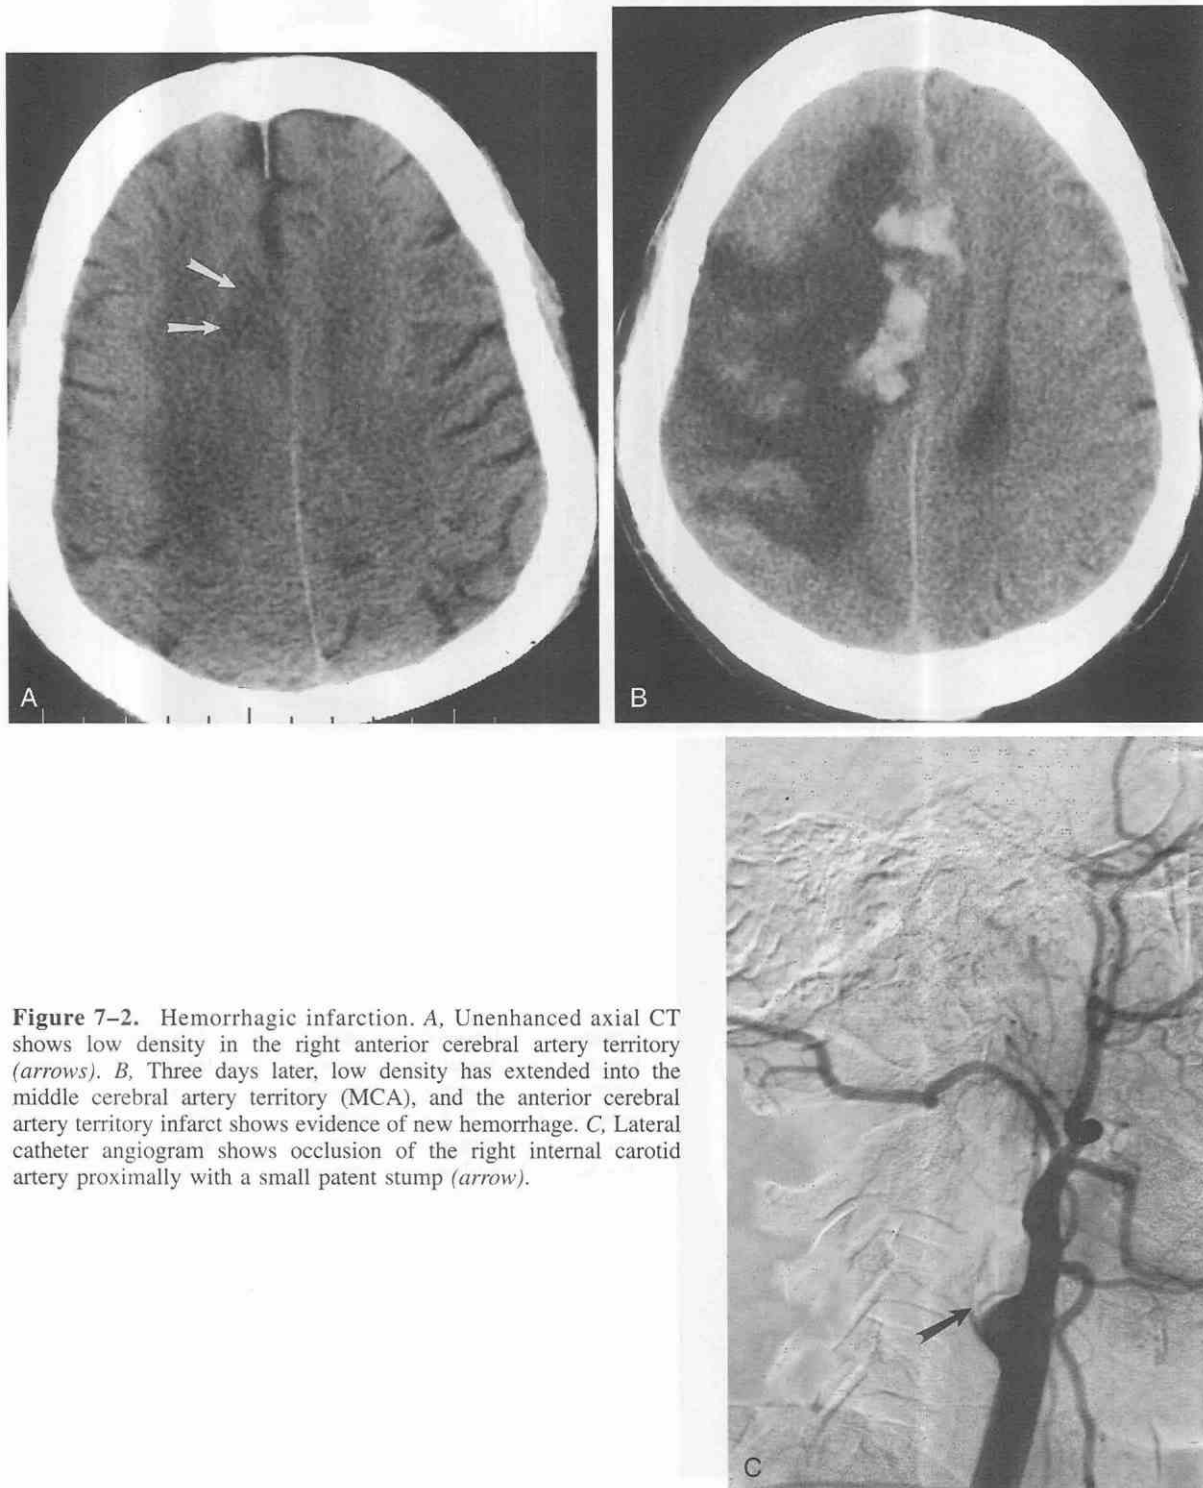 A
B
Figure 7–2. Hemorrhagic infarction. A, Unenhanced axial CT
shows low density in the right anterior cerebral artery territory
(arrows). B, Three days later, low density has extended into the
middle cerebral artery territory (MCA), and the anterior cerebral
artery territory infarct shows evidence of new hemorrhage. C, Lateral
catheter angiogram shows occlusion of the right internal carotid
artery proximally with a small patent stump (arrow).
C